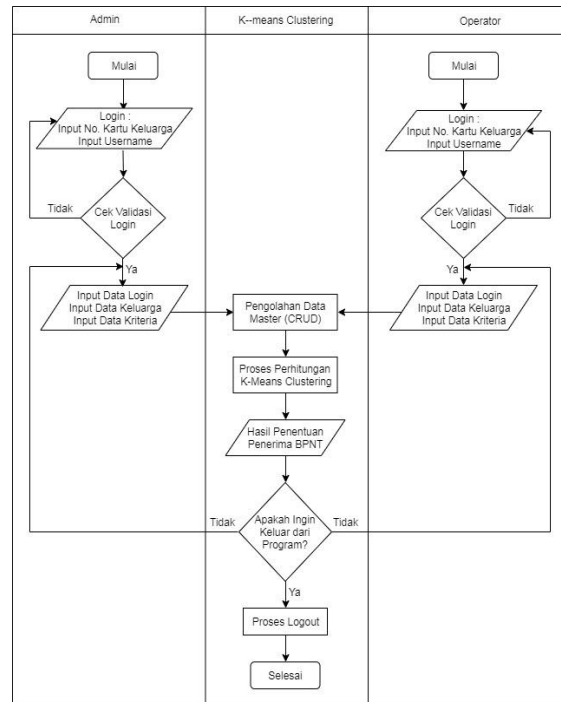 Admin
K--means Clustering
Operator
Mulai
Mulai
Login :
Input No. Kartu Keluarga
Input Username
Login :
Input No. Kartu Keluarga
Input Username
Tidak
Cek Validasi
Login
Cek Validasi
Login
Tidak
Ya
Ya
Input Data Login
Input Data Keluarga
Input Data Kriteria
Pengolahan Data
Master (CRUD)
Input Data Login
Input Data Keluarga
Input Data Kriteria
Proses Perhitungan
K-Means Clustering
Hasil Penentuan
Penerima BPNT
Tidak
Apakah Ingin
Keluar dari
Program?
Tidak
Ya
Proses Logout
Selesai